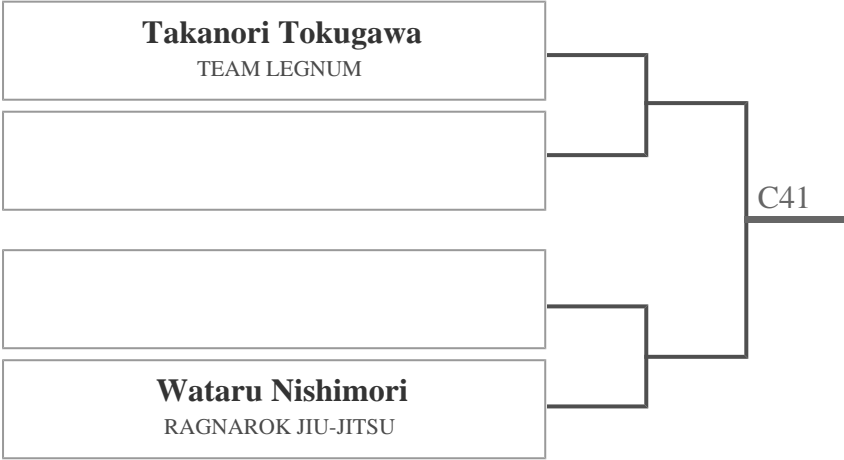 Takanori Tokugawa
TEAM LEGNUM
C41
Wataru Nishimori
RAGNAROK JIU-JITSU